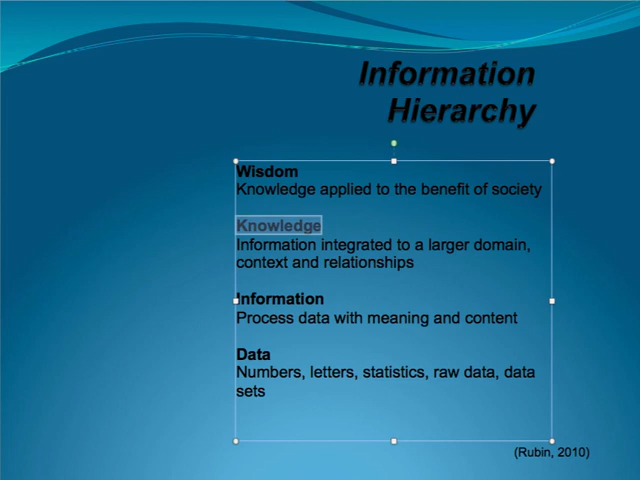 Information
Hierarchy
Wisdom
Knowledge applied to the benefit of society
Knowledge
Information integrated to a larger domain,
context and relationships
Information
Process data with meaning and content
Data
Numbers, letters, statistics, raw data, data
sets
(Rubin, 2010)